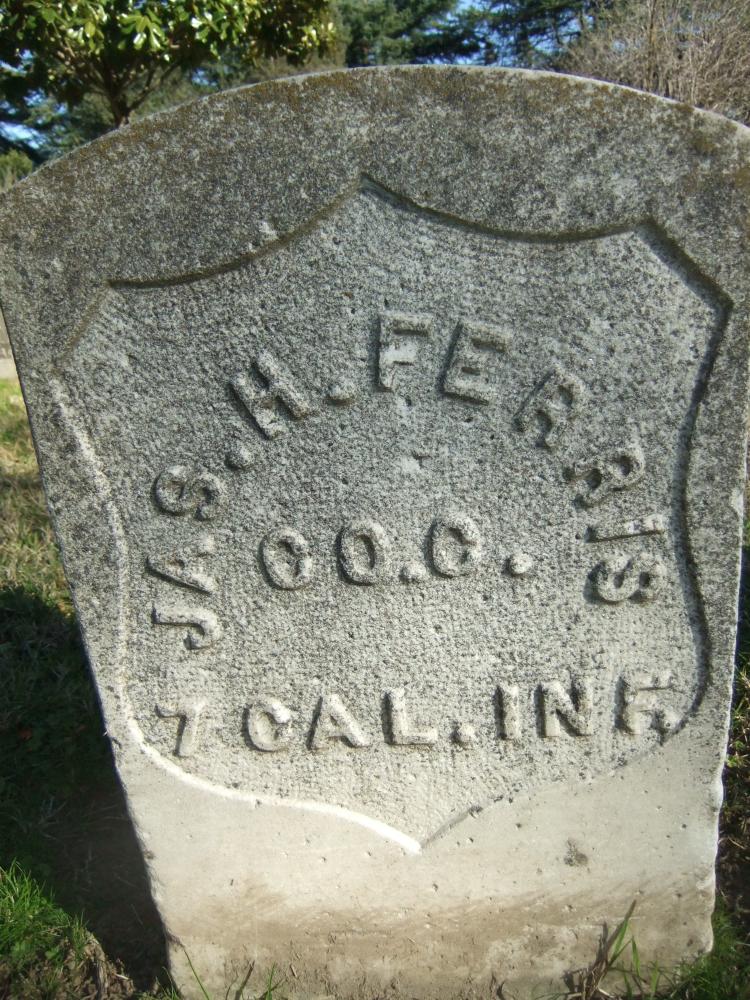 JAS. H. FERRIS
CO. C.
7 CAL. INF.